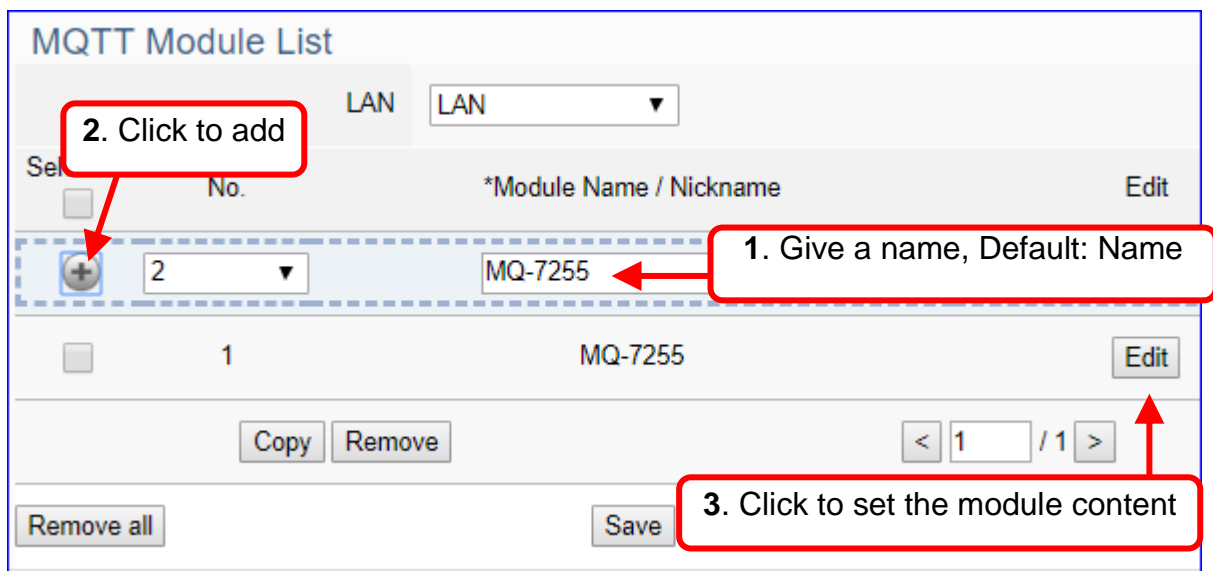 MQTT Module List
LAN LAN ▼
2. Click to add
No. *Module Name / Nickname Edit
2 ▼ MQ-7255
1. Give a name, Default: Name
1 MQ-7255 Edit
Copy Remove < 1 / 1 >
3. Click to set the module content
Remove all Save